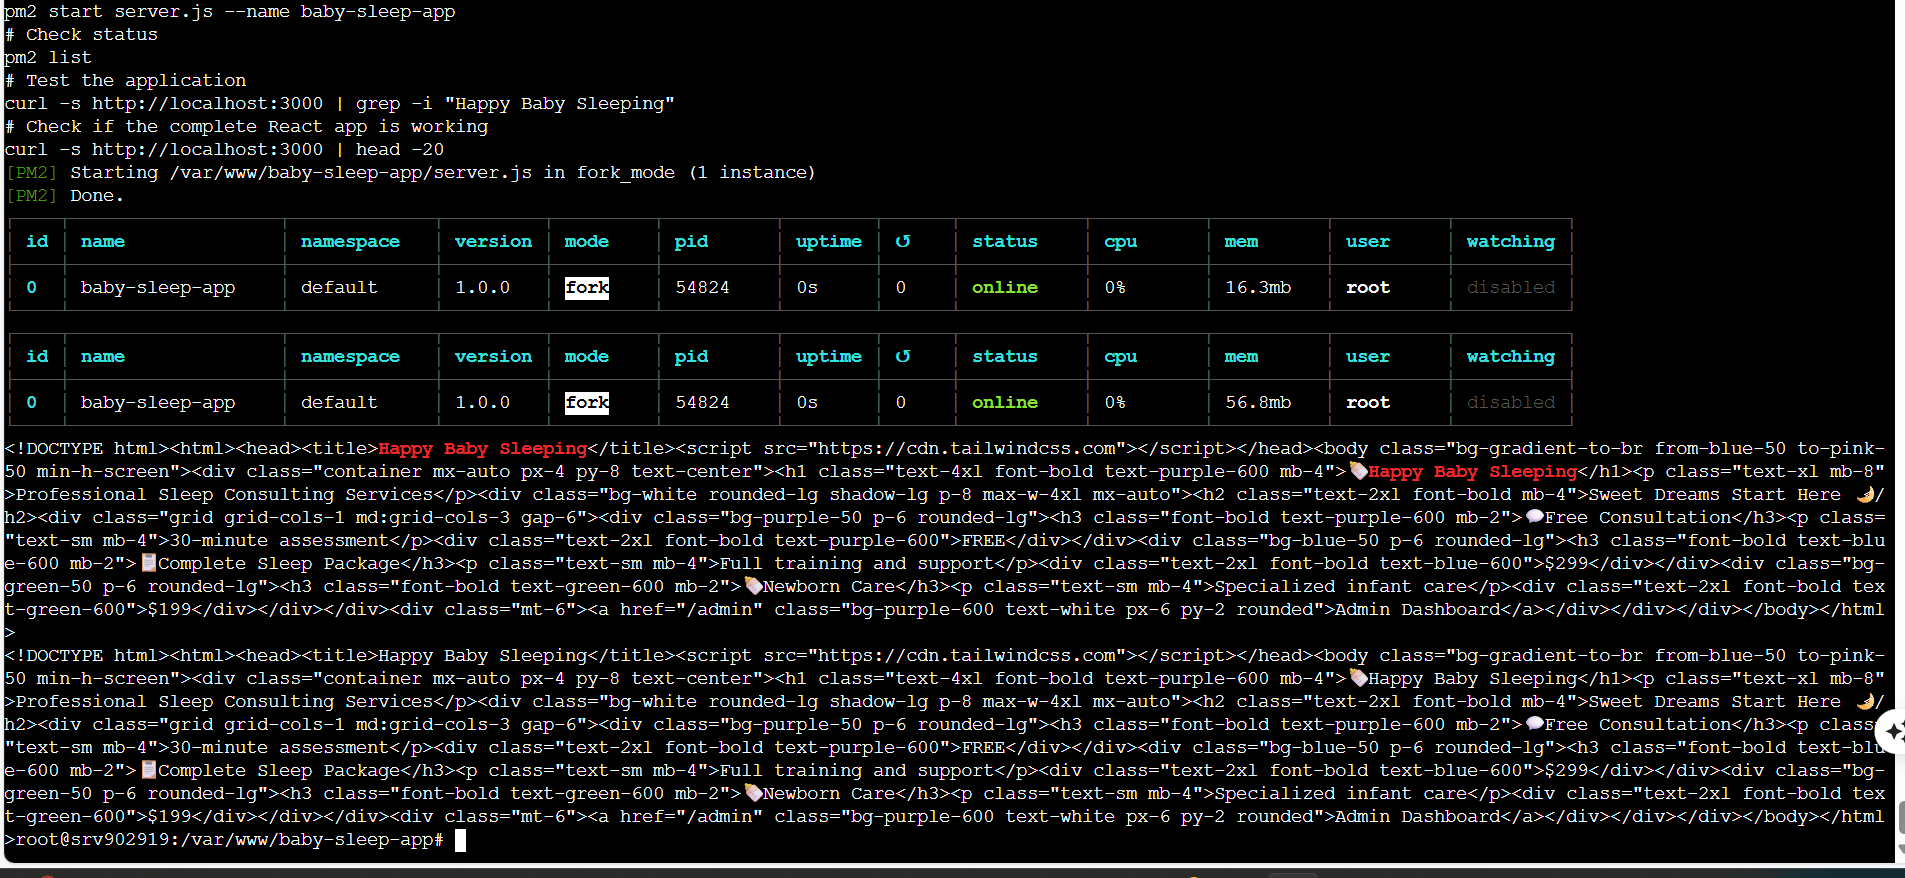 pm2 start server.js --name baby-sleep-app
# Check status
pm2 list
# Test the application
curl -s http://localhost:3000 | grep -i "Happy Baby Sleeping"
# Check if the complete React app is working
curl -s http://localhost:3000 | head -20
[PM2] Starting /var/www/baby-sleep-app/server.js in fork_mode (1 instance)
[PM2] Done.
id name namespace version mode pid uptime ↺ status cpu mem user watching
0 baby-sleep-app default 1.0.0 fork 54824 0s 0 online 0% 16.3mb root disabled
id name namespace version mode pid uptime ↺ status cpu mem user watching
0 baby-sleep-app default 1.0.0 fork 54824 0s 0 online 0% 56.8mb root disabled
<!DOCTYPE html><html><head><title>Happy Baby Sleeping</title><script src="https://cdn.tailwindcss.com"></script></head><body class="bg-gradient-to-br from-blue-50 to-pink-
50 min-h-screen"><div class="container mx-auto px-4 py-8 text-center"><h1 class="text-4xl font-bold text-purple-600 mb-4">🍼Happy Baby Sleeping</h1><p class="text-xl mb-8"
>Professional Sleep Consulting Services</p><div class="bg-white rounded-lg shadow-lg p-8 max-w-4xl mx-auto"><h2 class="text-2xl font-bold mb-4">Sweet Dreams Start Here 🌙/
h2><div class="grid grid-cols-1 md:grid-cols-3 gap-6"><div class="bg-purple-50 p-6 rounded-lg"><h3 class="font-bold text-purple-600 mb-2">💬Free Consultation</h3><p class=
"text-sm mb-4">30-minute assessment</p><div class="text-2xl font-bold text-purple-600">FREE</div></div><div class="bg-blue-50 p-6 rounded-lg"><h3 class="font-bold text-blu
e-600 mb-2">📋Complete Sleep Package</h3><p class="text-sm mb-4">Full training and support</p><div class="text-2xl font-bold text-blue-600">$299</div></div><div class="bg-
green-50 p-6 rounded-lg"><h3 class="font-bold text-green-600 mb-2">🍼Newborn Care</h3><p class="text-sm mb-4">Specialized infant care</p><div class="text-2xl font-bold tex
t-green-600">$199</div></div></div><div class="mt-6"><a href="/admin" class="bg-purple-600 text-white px-6 py-2 rounded">Admin Dashboard</a></div></div></div></body></html
>
<!DOCTYPE html><html><head><title>Happy Baby Sleeping</title><script src="https://cdn.tailwindcss.com"></script></head><body class="bg-gradient-to-br from-blue-50 to-pink-
50 min-h-screen"><div class="container mx-auto px-4 py-8 text-center"><h1 class="text-4xl font-bold text-purple-600 mb-4">🍼Happy Baby Sleeping</h1><p class="text-xl mb-8"
>Professional Sleep Consulting Services</p><div class="bg-white rounded-lg shadow-lg p-8 max-w-4xl mx-auto"><h2 class="text-2xl font-bold mb-4">Sweet Dreams Start Here 🌙/
h2><div class="grid grid-cols-1 md:grid-cols-3 gap-6"><div class="bg-purple-50 p-6 rounded-lg"><h3 class="font-bold text-purple-600 mb-2">💬Free Consultation</h3><p class=
"text-sm mb-4">30-minute assessment</p><div class="text-2xl font-bold text-purple-600">FREE</div></div><div class="bg-blue-50 p-6 rounded-lg"><h3 class="font-bold text-blu
e-600 mb-2">📋Complete Sleep Package</h3><p class="text-sm mb-4">Full training and support</p><div class="text-2xl font-bold text-blue-600">$299</div></div><div class="bg-
green-50 p-6 rounded-lg"><h3 class="font-bold text-green-600 mb-2">🍼Newborn Care</h3><p class="text-sm mb-4">Specialized infant care</p><div class="text-2xl font-bold tex
t-green-600">$199</div></div></div><div class="mt-6"><a href="/admin" class="bg-purple-600 text-white px-6 py-2 rounded">Admin Dashboard</a></div></div></div></body></html
>root@srv902919:/var/www/baby-sleep-app#